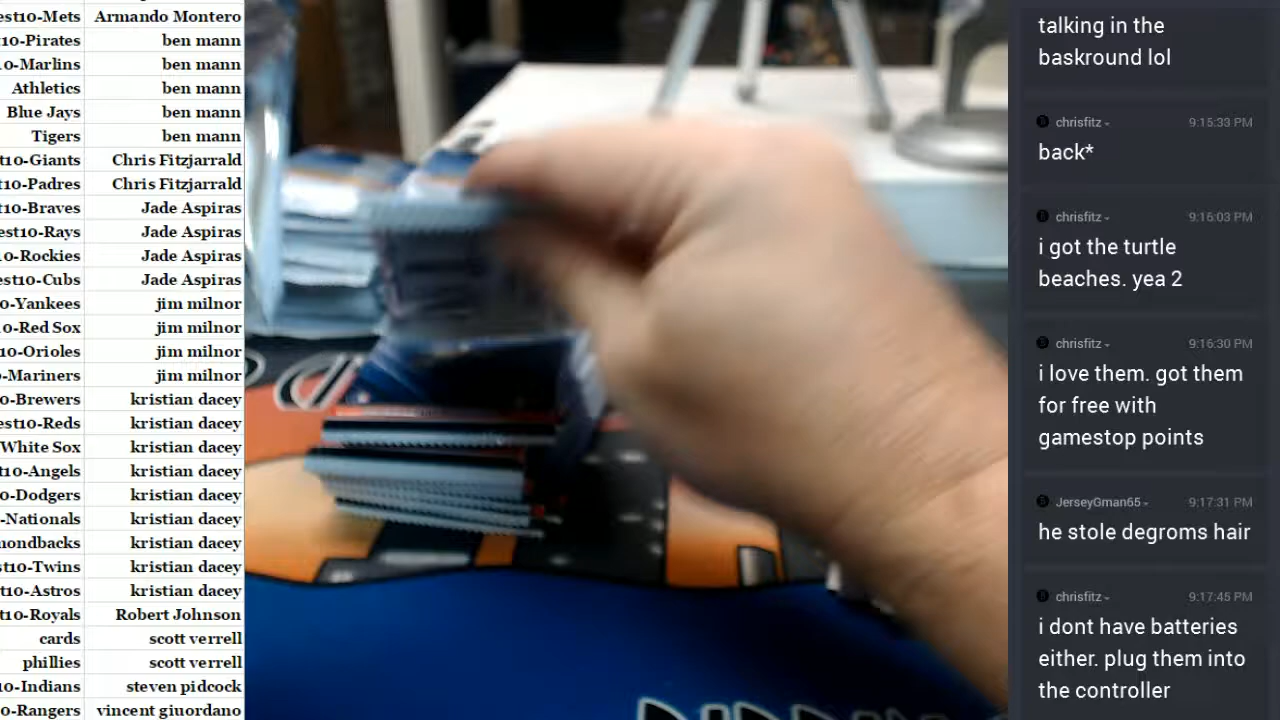 est10-Mets Armando Montero
t10-Pirates ben mann
0-Marlins ben mann
Athletics ben mann
Blue Jays ben mann
Tigers ben mann
t10-Giants Chris Fitzjarrald
t10-Padres Chris Fitzjarrald
t10-Braves Jade Aspiras
est10-Rays Jade Aspiras
0-Rockies Jade Aspiras
est10-Cubs Jade Aspiras
0-Yankees jim milnor
0-Red Sox jim milnor
10-Orioles jim milnor
0-Mariners jim milnor
0-Brewers kristian dacey
est10-Reds kristian dacey
White Sox kristian dacey
t10-Angels kristian dacey
0-Dodgers kristian dacey
-Nationals kristian dacey
mondbacks kristian dacey
st10-Twins kristian dacey
t10-Astros kristian dacey
t10-Royals Robert Johnson
cards scott verrell
phillies scott verrell
10-Indians steven pidcock
0-Rangers vincent giuordano
talking in the
baskround lol
chrisfitz 9:15:33 PM
back*
chrisfitz 9:16:03 PM
i got the turtle
beaches. yea 2
chrisfitz 9:16:30 PM
i love them. got them
for free with
gamestop points
JerseyGman65 9:17:31 PM
he stole degroms hair
chrisfitz 9:17:45 PM
i dont have batteries
either. plug them into
the controller